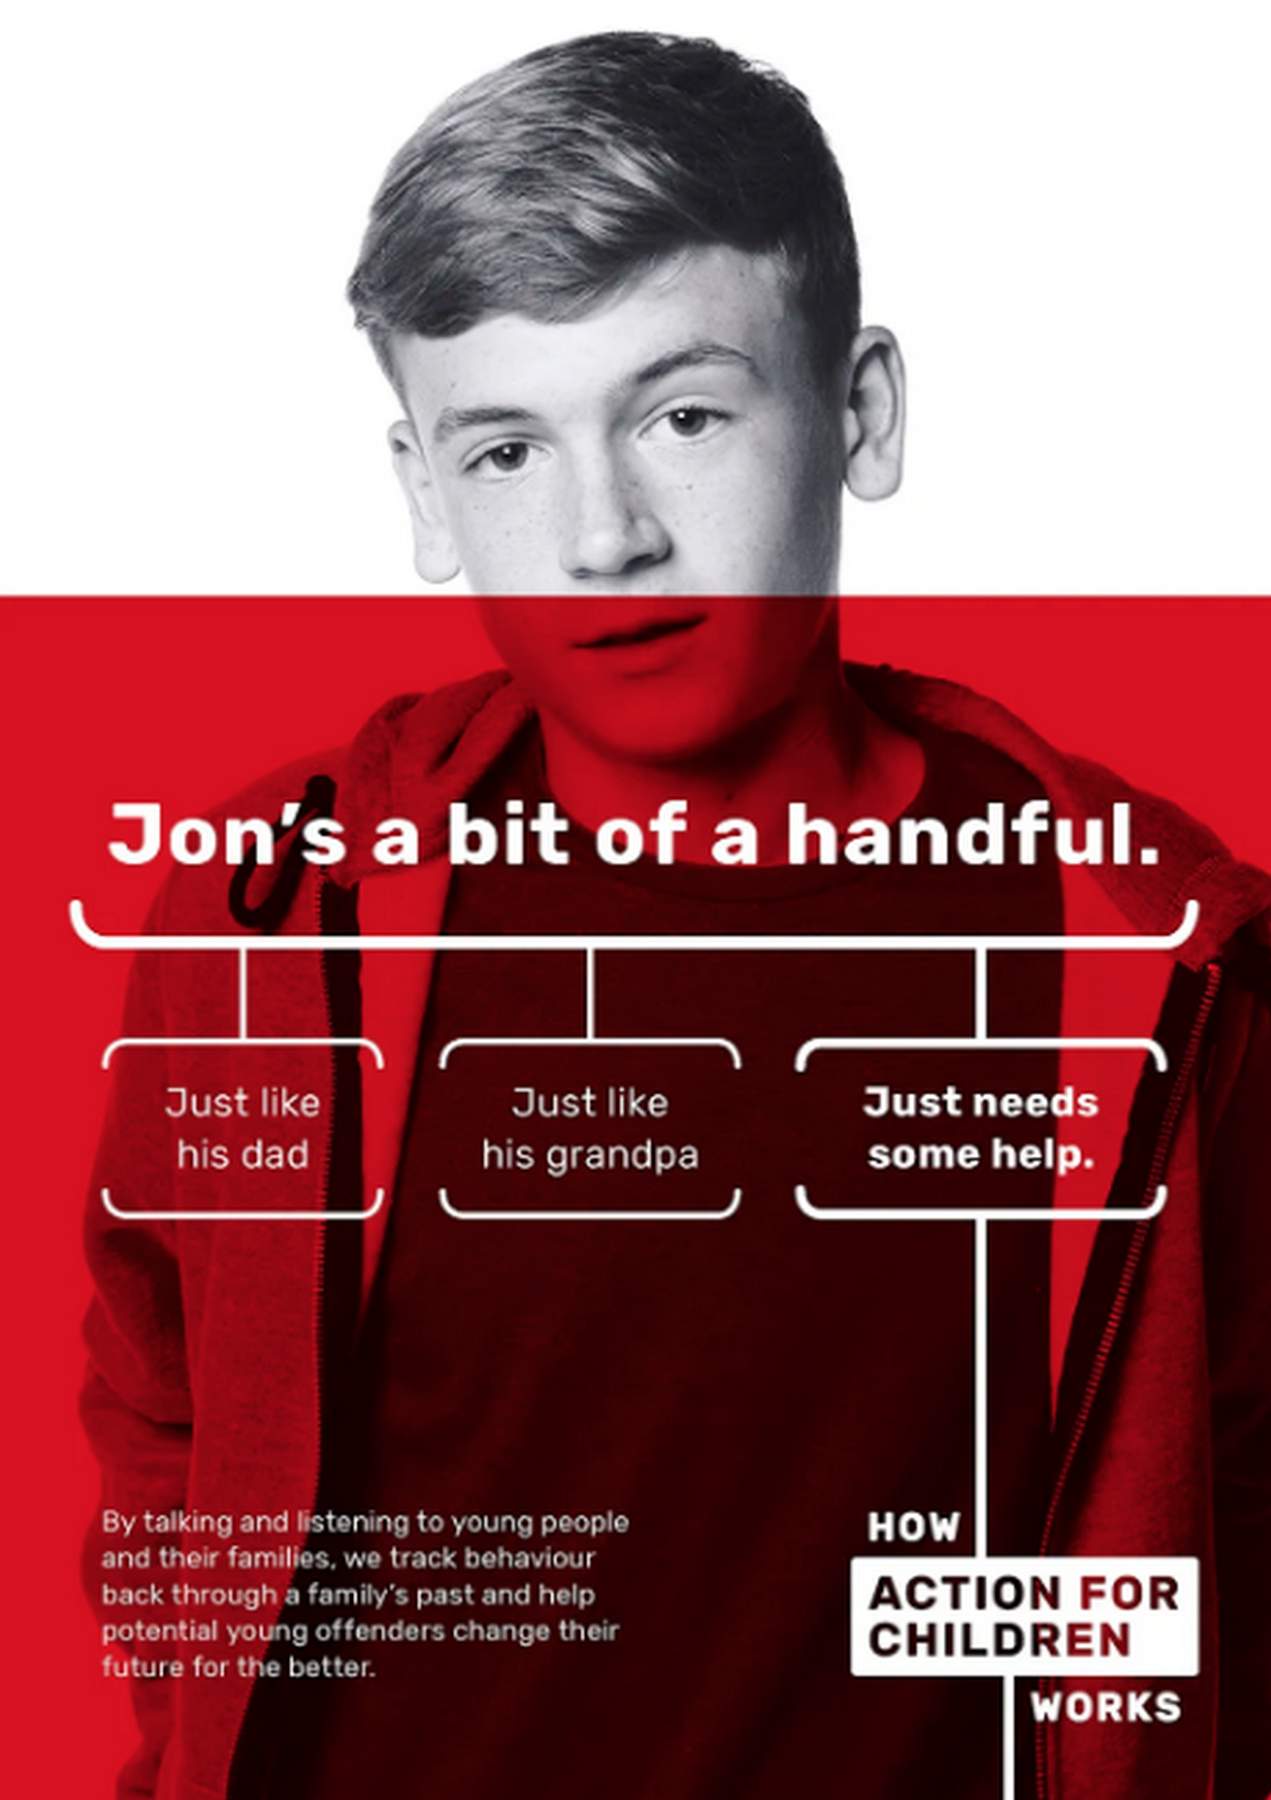 Jon’s a bit of a handful.
Just like
his dad
Just like
his grandpa
Just needs
some help.
By talking and listening to young people
and their families, we track behaviour
back through a family’s past and help
potential young offenders change their
future for the better.
HOW
ACTION FOR
CHILDREN
WORKS